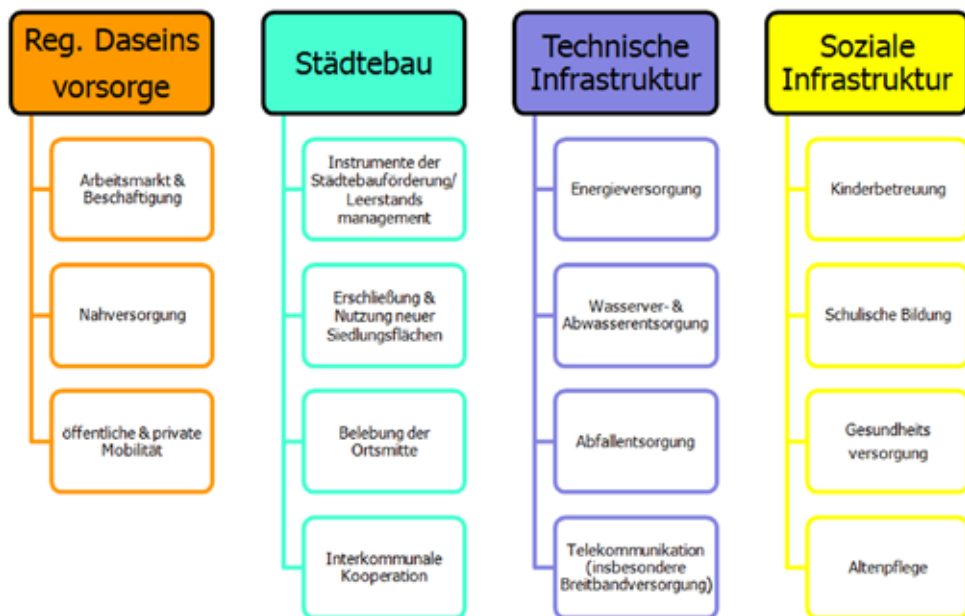 Reg. Daseins
vorsorge
Arbeitsmarkt &
Beschäftigung
Nahversorgung
öffentliche & private
Mobilität
Städtebau
Instrumente der
Städtebauförderung/
Leerstands
management
Erschließung &
Nutzung neuer
Siedlungsflächen
Belebung der
Ortsmitte
Interkommunale
Kooperation
Technische
Infrastruktur
Energieversorgung
Wasserver- &
Abwasserentsorgung
Abfallentsorgung
Telekommunikation
(insbesondere
Breitbandversorgung)
Soziale
Infrastruktur
Kinderbetreuung
Schulische Bildung
Gesundheits
versorgung
Altenpflege